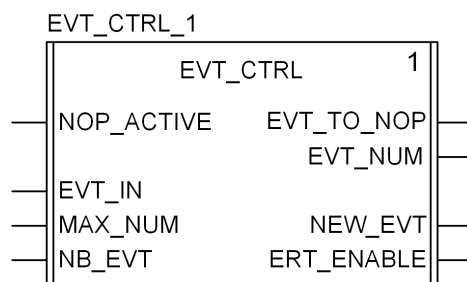 EVT_CTRL_1
EVT_CTRL 1
NOP_ACTIVE EVT_TO_NOP
EVT_NUM
EVT_IN
MAX_NUM NEW_EVT
NB_EVT ERT_ENABLE